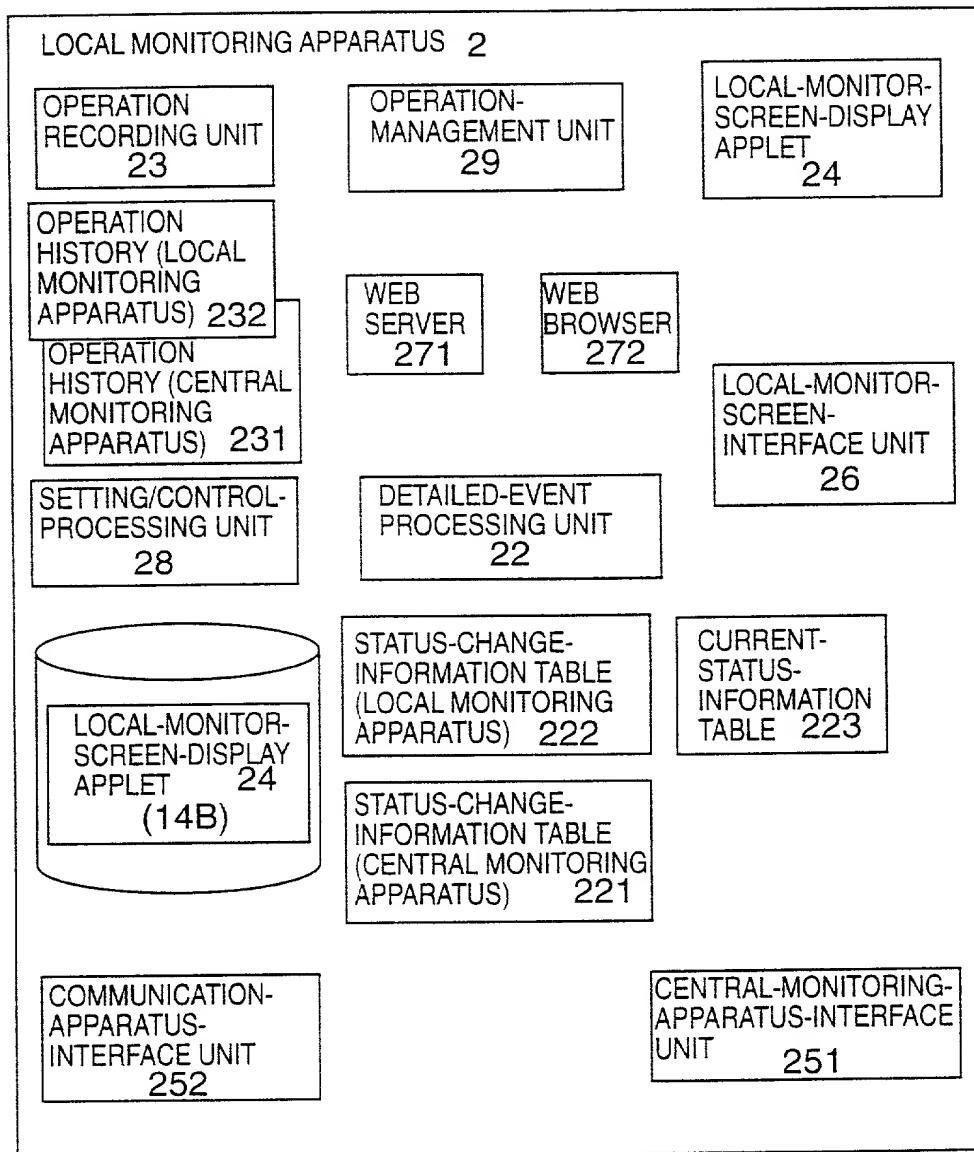 LOCAL MONITORING APPARATUS 2
OPERATION
RECORDING UNIT
23
OPERATION-
MANAGEMENT UNIT
29
LOCAL-MONITOR-
SCREEN-DISPLAY
APPLET
24
OPERATION
HISTORY (LOCAL
MONITORING
APPARATUS) 232
OPERATION
HISTORY (CENTRAL
MONITORING
APPARATUS) 231
WEB
SERVER
271
WEB
BROWSER
272
LOCAL-MONITOR-
SCREEN-
INTERFACE UNIT
26
SETTING/CONTROL-
PROCESSING UNIT
28
DETAILED-EVENT
PROCESSING UNIT
22
LOCAL-MONITOR-
SCREEN-DISPLAY
APPLET 24
(14B)
STATUS-CHANGE-
INFORMATION TABLE
(LOCAL MONITORING
APPARATUS) 222
CURRENT-
STATUS-
INFORMATION
TABLE 223
STATUS-CHANGE-
INFORMATION TABLE
(CENTRAL MONITORING
APPARATUS) 221
COMMUNICATION-
APPARATUS-
INTERFACE UNIT
252
CENTRAL-MONITORING-
APPARATUS-INTERFACE
UNIT 251